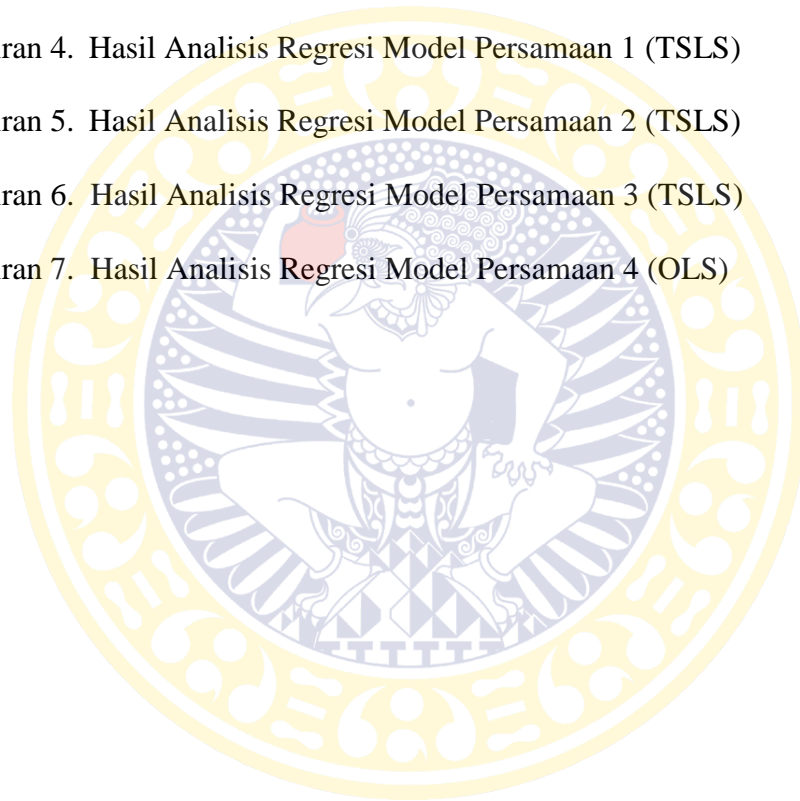 ran 4. Hasil Analisis Regresi Model Persamaan 1 (TSLS)
ran 5. Hasil Analisis Regresi Model Persamaan 2 (TSLS)
ran 6. Hasil Analisis Regresi Model Persamaan 3 (TSLS)
ran 7. Hasil Analisis Regresi Model Persamaan 4 (OLS)